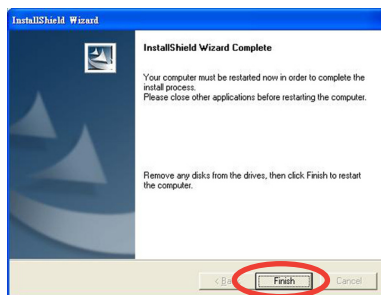 InstallShield Wizard
InstallShield Wizard Complete
Your computer must be restarted now in order to complete the
install process.
Please close other applications before restarting the computer.
Remove any disks from the drives, then click Finish to restart
the computer.
Finish Cancel